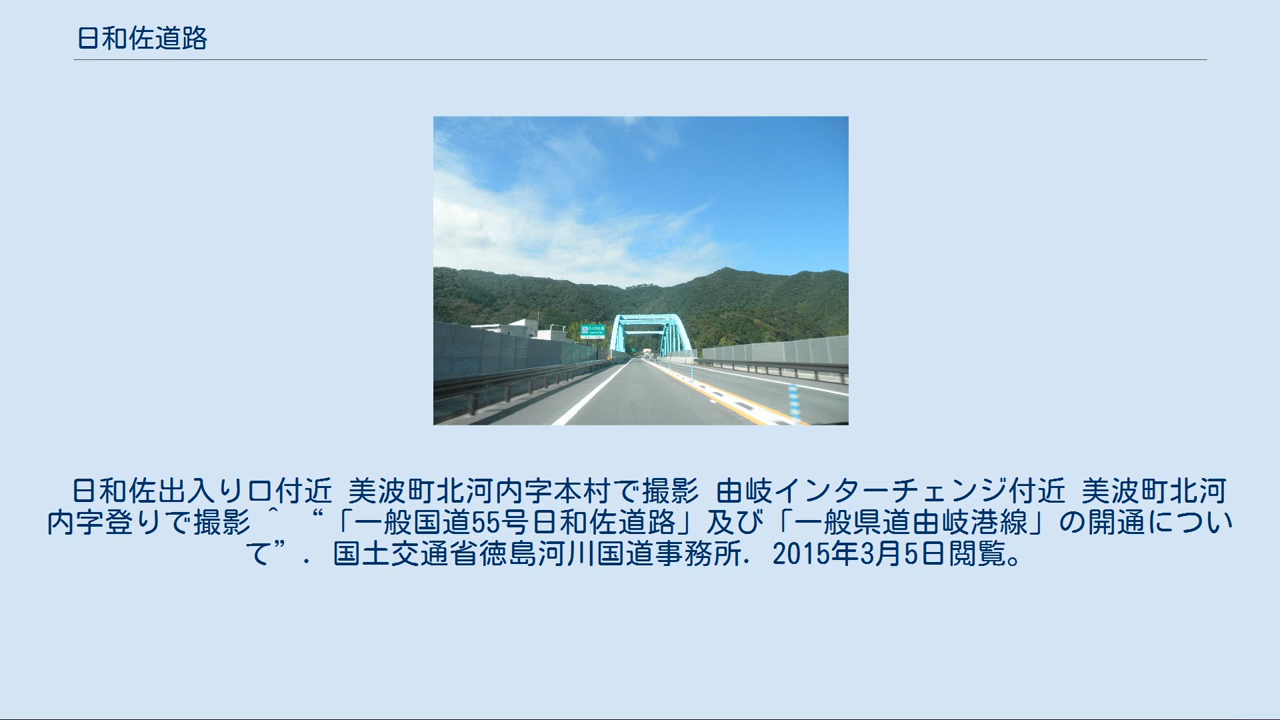 日和佐道路
日和佐出入り口付近 美波町北河内字本村で撮影 由岐インターチェンジ付近 美波町北河
内字登りで撮影 ^ “「一般国道55号日和佐道路」及び「一般県道由岐港線」の開通につい
て”. 国土交通省徳島河川国道事務所. 2015年3月5日閲覧。